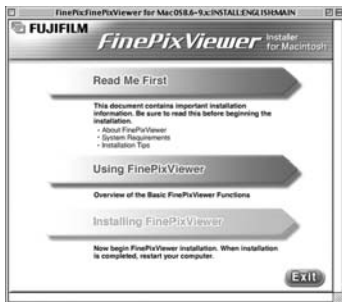 FinePix:FinePixViewer for MacOS8.6-9.x:INSTALL:ENGLISH:MAIN
FUJIFILM
FinePixViewer Installer for Macintosh
Read Me First
This document contains important installation
information. Be sure to read this before beginning the
installation.
- About FinePixViewer
- System Requirements
- Installation Tips
Using FinePixViewer
Overview of the Basic FinePixViewer Functions
Installing FinePixViewer
Now begin FinePixViewer installation. When installation
is completed, restart your computer.
Exit